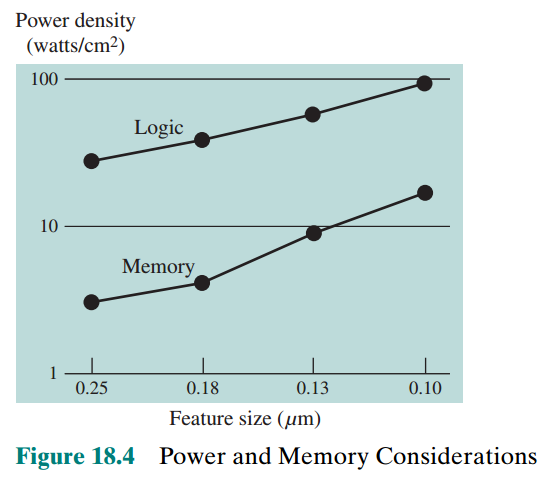 Power density
(watts/cm²)
100
Logic
10
Memory
1
0.25 0.18 0.13 0.10
Feature size (μm)
Figure 18.4 Power and Memory Considerations